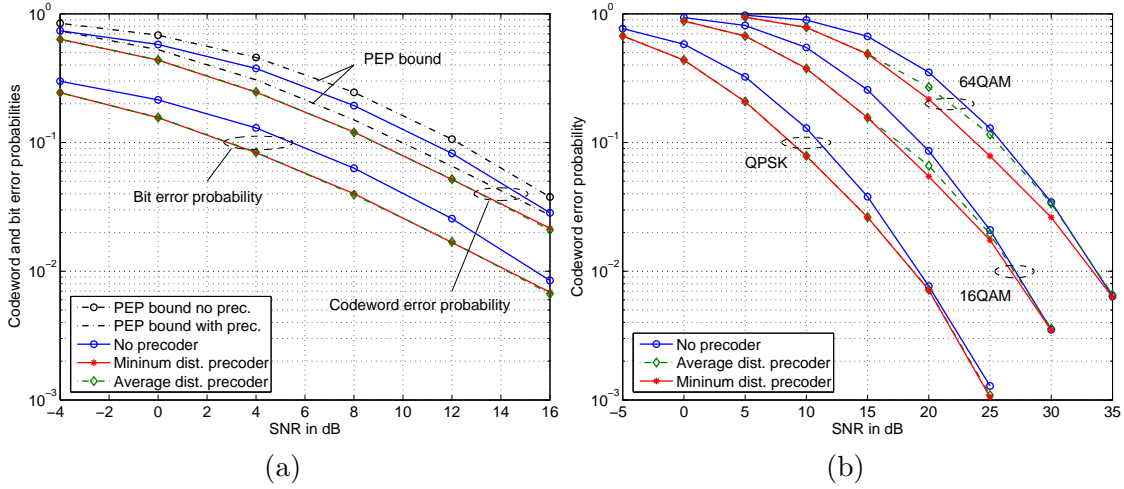 Codeword and bit error probabilities
10^0
10^-1
10^-2
10^-3
PEP bound
Bit error probability
Codeword error probability
PEP bound no prec.
PEP bound with prec.
No precoder
Mininum dist. precoder
Average dist. precoder
−4 −2 0 2 4 6 8 10 12 14 16
SNR in dB
(a)
Codeword error probability
10^0
10^-1
10^-2
10^-3
64QAM
QPSK
16QAM
No precoder
Average dist. precoder
Mininum dist. precoder
−5 0 5 10 15 20 25 30 35
SNR in dB
(b)